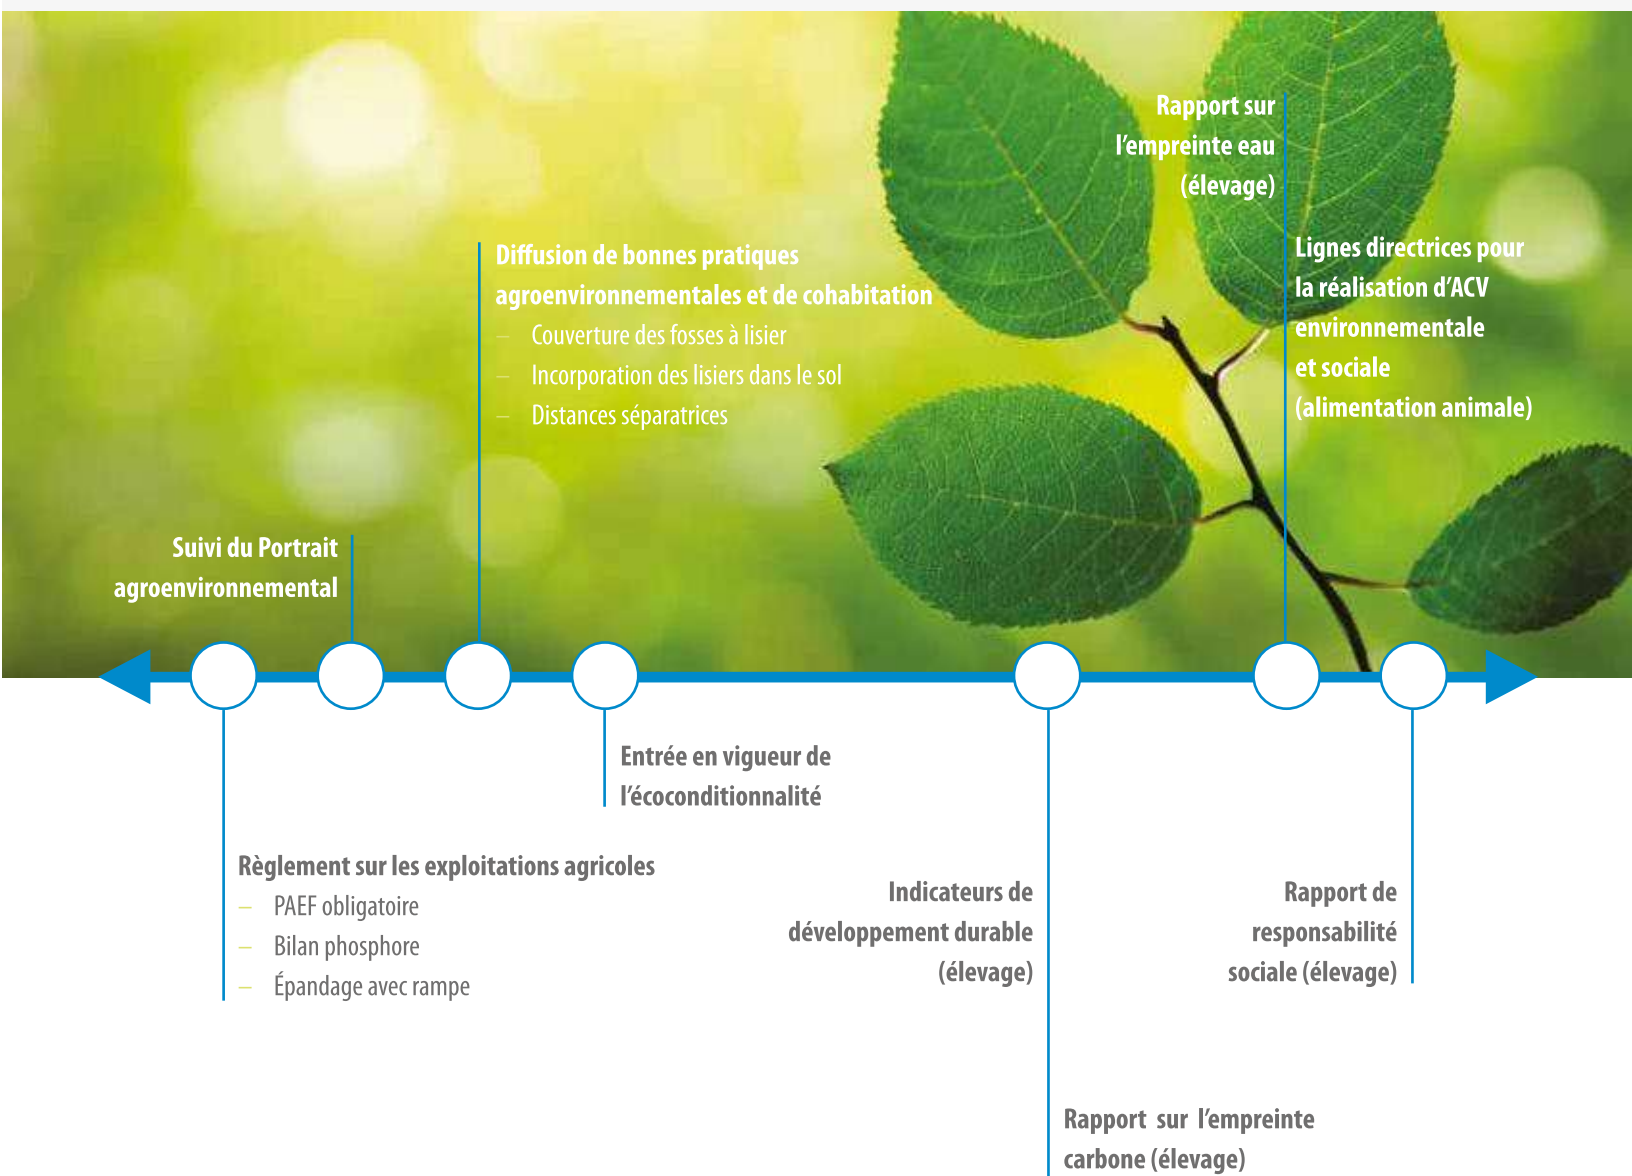 Rapport sur
l'empreinte eau
(élevage)
Lignes directrices pour
la réalisation d'ACV
environnementale
et sociale
(alimentation animale)
Diffusion de bonnes pratiques
agroenvironnementales et de cohabitation
– Couverture des fosses à lisier
– Incorporation des lisiers dans le sol
– Distances séparatrices
Suivi du Portrait
agroenvironnemental
Entrée en vigueur de
l'écoconditionnalité
Règlement sur les exploitations agricoles
– PAEF obligatoire
– Bilan phosphore
– Épandage avec rampe
Indicateurs de
développement durable
(élevage)
Rapport de
responsabilité
sociale (élevage)
Rapport sur l'empreinte
carbone (élevage)